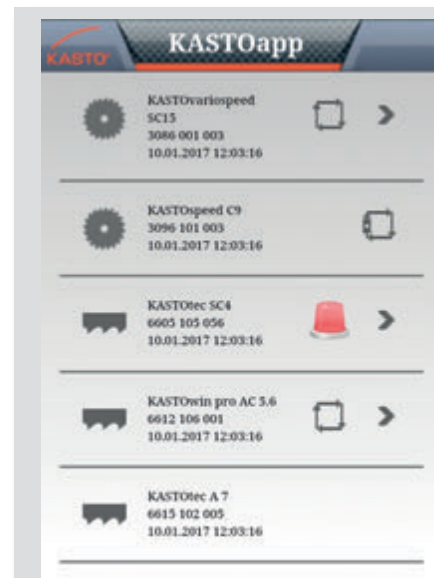 KASTO
KASTOapp
KASTOvariospeed
SC15
3086 001 003
10.01.2017 12:03:16
KASTOspeed C9
3096 101 003
10.01.2017 12:03:16
KASTOtec SC4
6605 105 056
10.01.2017 12:03:16
KASTOwin pro AC 5.6
6612 106 001
10.01.2017 12:03:16
KASTOtec A 7
6615 102 005
10.01.2017 12:03:16